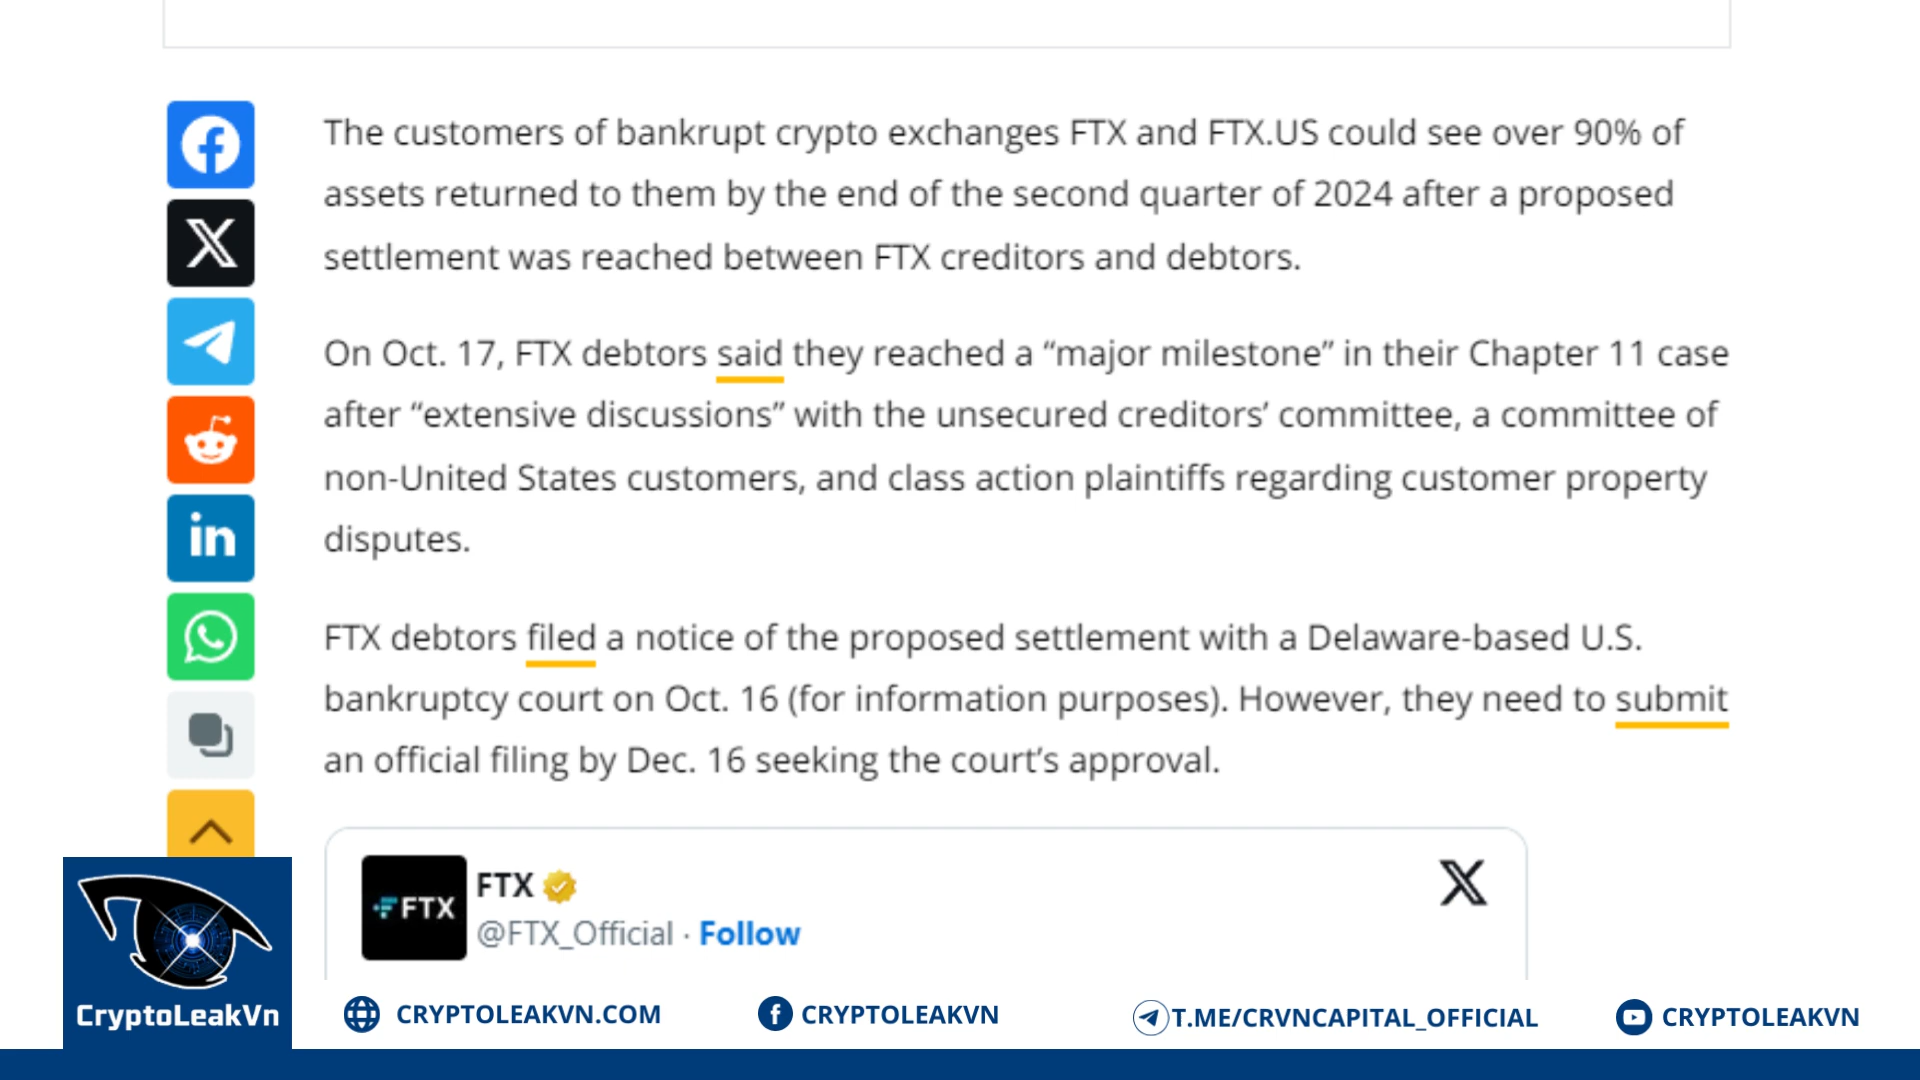 The customers of bankrupt crypto exchanges FTX and FTX.US could see over 90% of
assets returned to them by the end of the second quarter of 2024 after a proposed
settlement was reached between FTX creditors and debtors.
On Oct. 17, FTX debtors said they reached a “major milestone” in their Chapter 11 case
after “extensive discussions” with the unsecured creditors’ committee, a committee of
non-United States customers, and class action plaintiffs regarding customer property
disputes.
FTX debtors filed a notice of the proposed settlement with a Delaware-based U.S.
bankruptcy court on Oct. 16 (for information purposes). However, they need to submit
an official filing by Dec. 16 seeking the court’s approval.
FTX
FTX
@FTX_Official · Follow
in
CryptoLeakVn
CRYPTOLEAKVN.COM
CRYPTOLEAKVN
T.ME/CRVNCAPITAL_OFFICIAL
CRYPTOLEAKVN